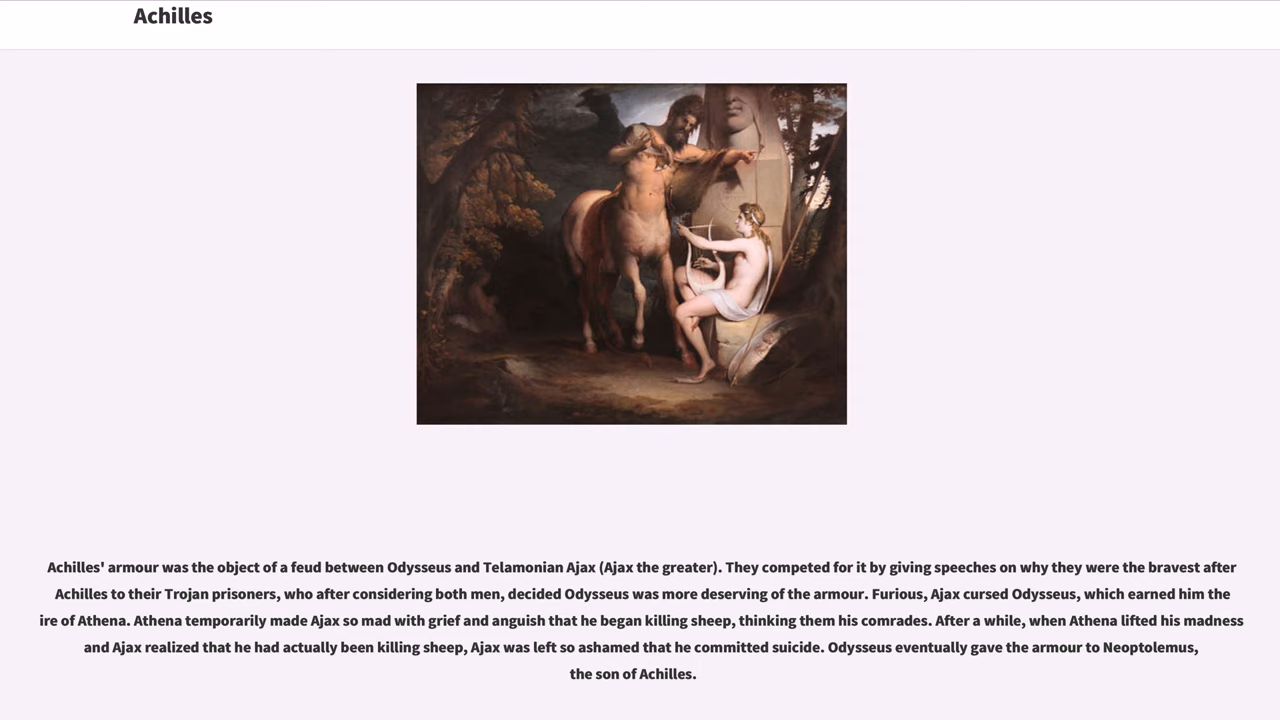 Achilles
Achilles' armour was the object of a feud between Odysseus and Telamonian Ajax (Ajax the greater). They competed for it by giving speeches on why they were the bravest after
Achilles to their Trojan prisoners, who after considering both men, decided Odysseus was more deserving of the armour. Furious, Ajax cursed Odysseus, which earned him the
ire of Athena. Athena temporarily made Ajax so mad with grief and anguish that he began killing sheep, thinking them his comrades. After a while, when Athena lifted his madness
and Ajax realized that he had actually been killing sheep, Ajax was left so ashamed that he committed suicide. Odysseus eventually gave the armour to Neoptolemus,
the son of Achilles.